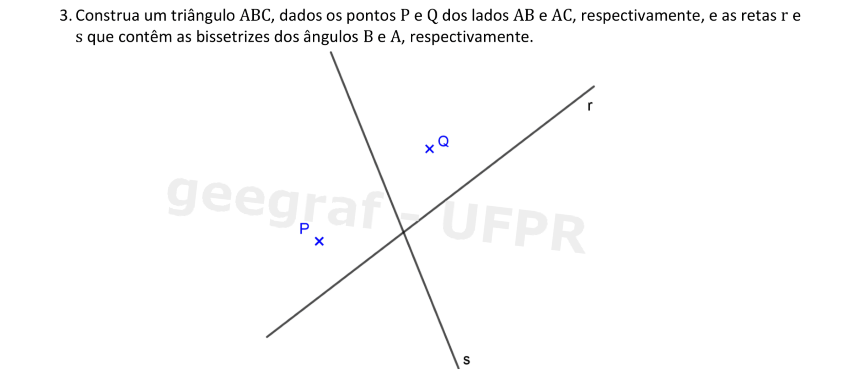 3. Construa um triângulo ABC, dados os pontos P e Q dos lados AB e AC, respectivamente, e as retas r e
s que contêm as bissetrizes dos ângulos B e A, respectivamente.
r
Q
geegraf - UFPR
P
s